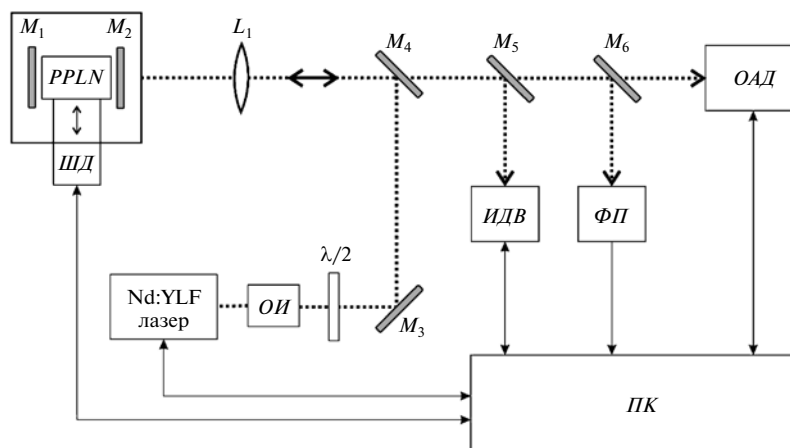 M1
M2
L1
M4
M5
M6
PPLN
ОАД
ШД
ИДВ
ФП
λ/2
Nd:YLF
лазер
ОИ
M3
ПК